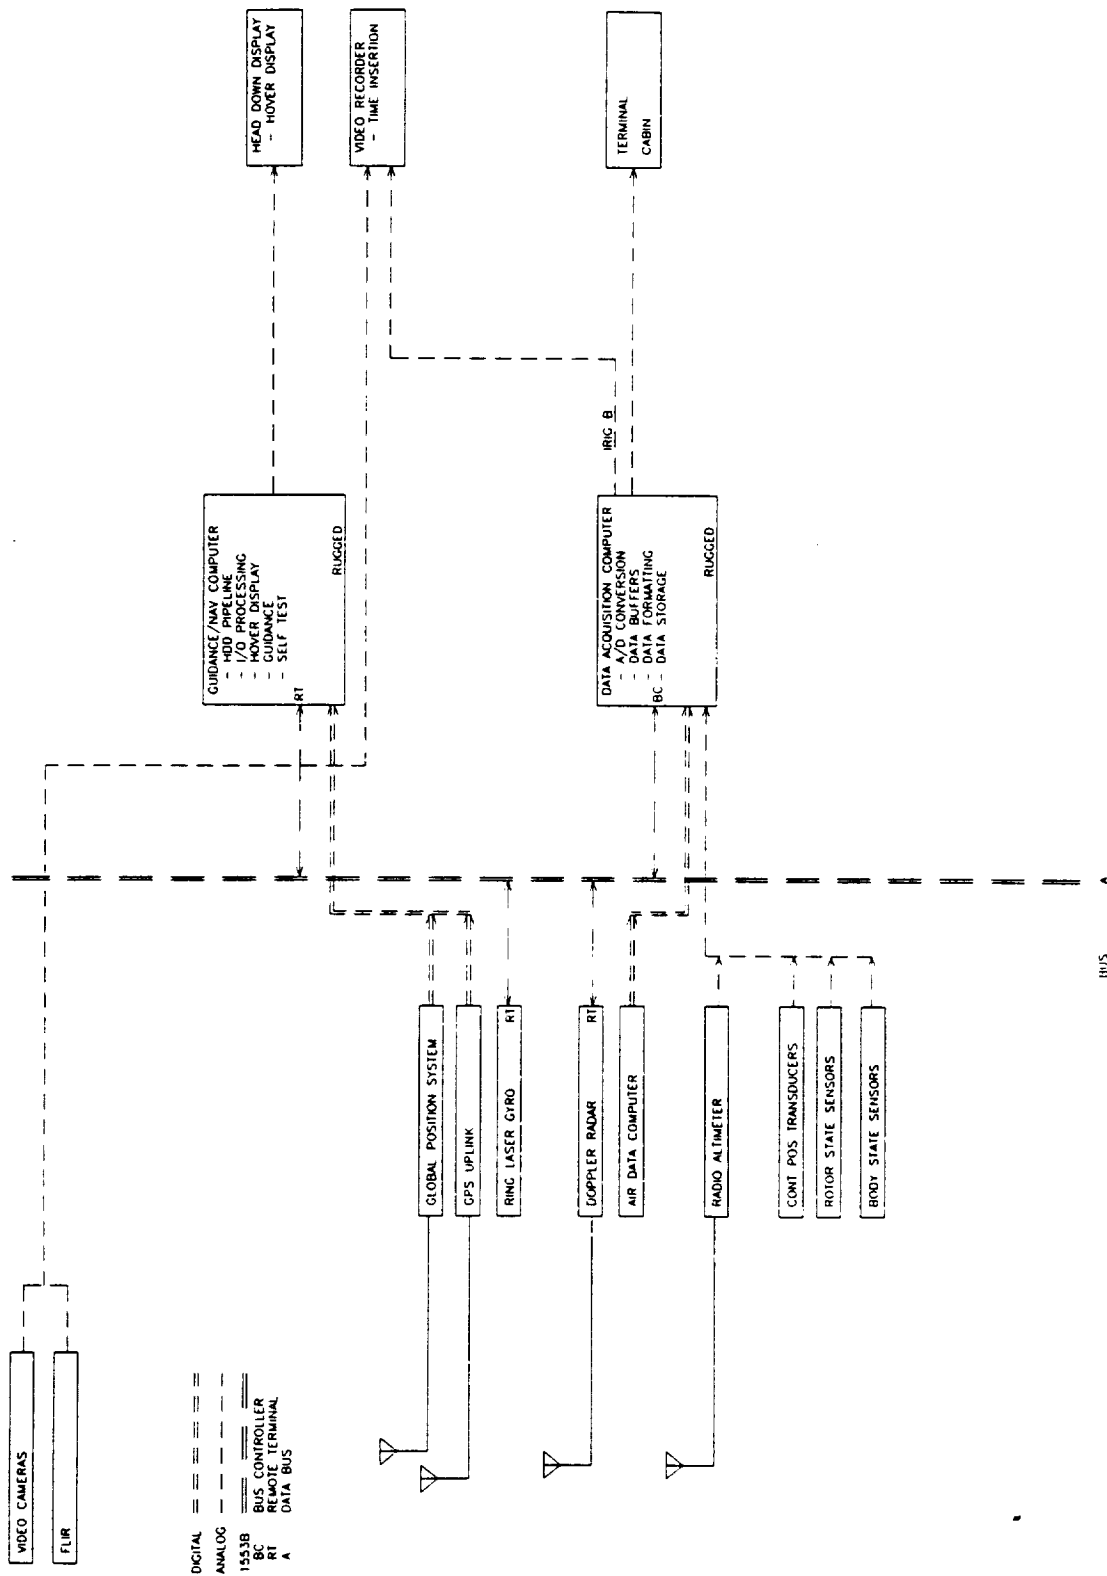 VIDEO CAMERAS
FLIR
DIGITAL
ANALOG
1553B
BC BUS CONTROLLER
RT REMOTE TERMINAL
A DATA BUS
GLOBAL POSITION SYSTEM
GPS UPLINK
RING LASER GYRO RT
DOPPLER RADAR RT
AIR DATA COMPUTER
RADIO ALTIMETER
CONT POS TRANSDUCERS
ROTOR STATE SENSORS
BODY STATE SENSORS
BUS A
GUIDANCE/NAV COMPUTER
- HDD PIPELINE
- I/O PROCESSING
- HOVER DISPLAY
- GUIDANCE
- SELF TEST
RT
RUGGED
DATA ACQUISITION COMPUTER
- A/D CONVERSION
- DATA BUFFERS
- DATA FORMATTING
BC - DATA STORAGE
RUGGED
IRIG B
HEAD DOWN DISPLAY
- HOVER DISPLAY
VIDEO RECORDER
- TIME INSERTION
TERMINAL
CABIN